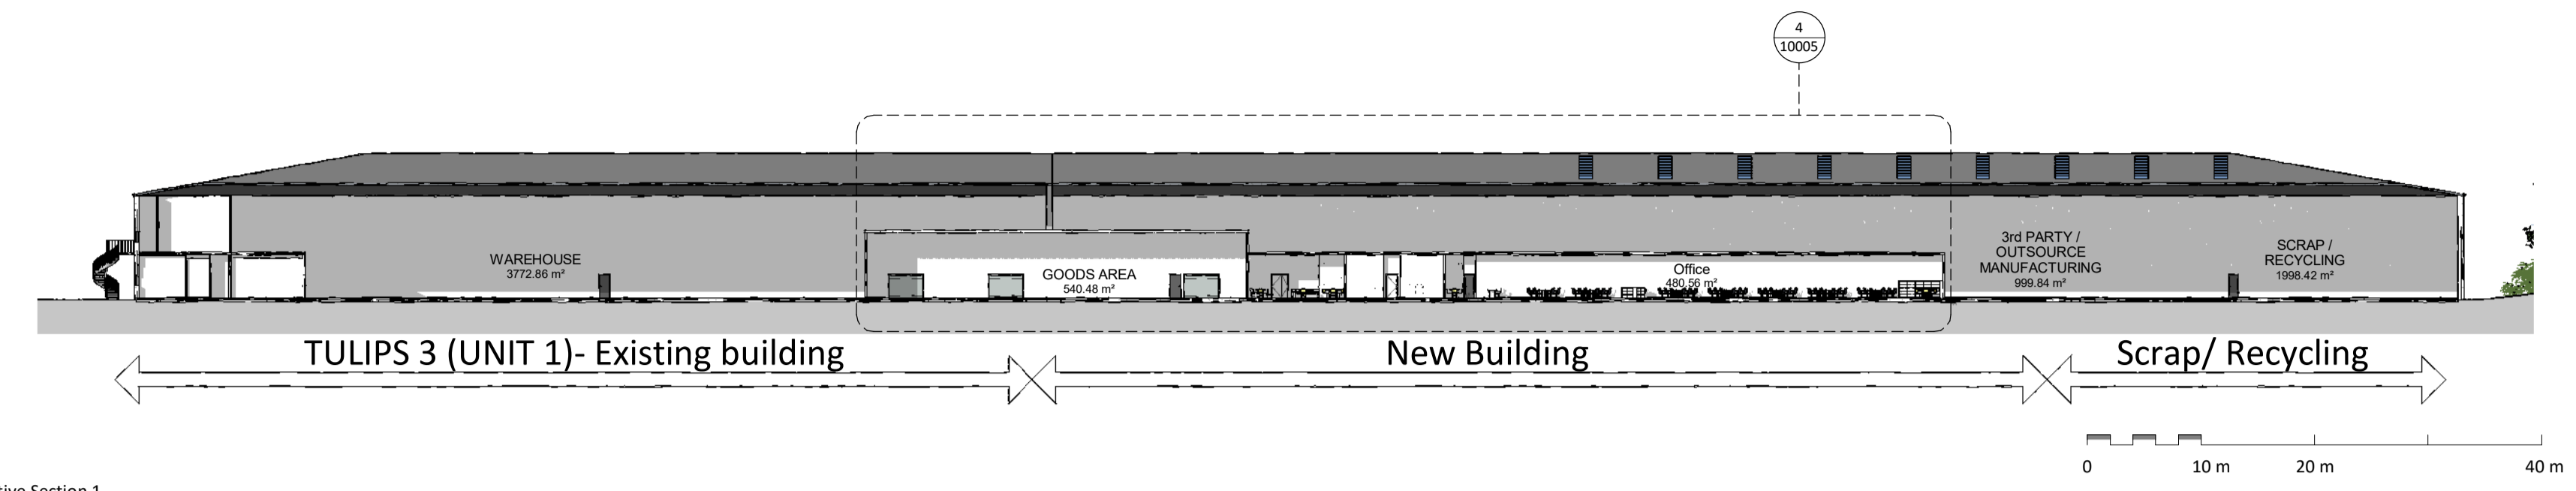 4
10005
WAREHOUSE
3772.86 m²
GOODS AREA
540.48 m²
Office
480.56 m²
3rd PARTY /
OUTSOURCE
MANUFACTURING
999.84 m²
SCRAP /
RECYCLING
1998.42 m²
TULIPS 3 (UNIT 1)- Existing building
New Building
Scrap/ Recycling
0 10 m 20 m 40 m
Section 1